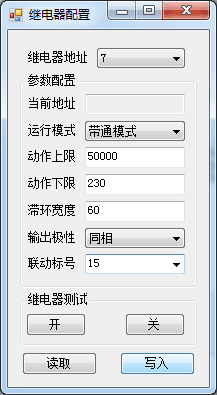 继电器配置
继电器地址 7
参数配置
当前地址
运行模式 带通模式
动作上限 50000
动作下限 230
滞环宽度 60
输出极性 同相
联动标号 15
继电器测试
开 关
读取 写入